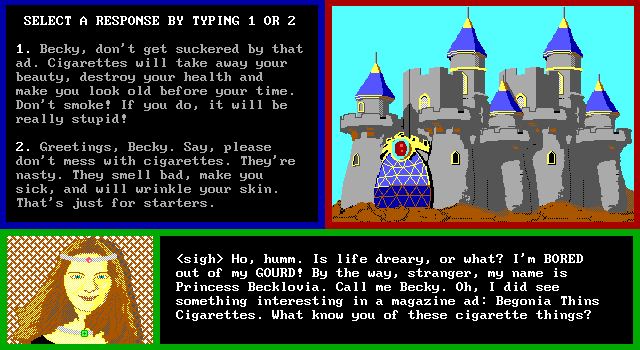 SELECT A RESPONSE BY TYPING 1 OR 2
1. Becky, don't get suckered by that
ad. Cigarettes will take away your
beauty, destroy your health and
make you look old before your time.
Don't smoke! If you do, it will be
really stupid!
2. Greetings, Becky. Say, please
don't mess with cigarettes. They're
nasty. They smell bad, make you
sick, and will wrinkle your skin.
That's just for starters.
<sigh> Ho, humm. Is life dreary, or what? I'm BORED
out of my GOURD! By the way, stranger, my name is
Princess Becklovia. Call me Becky. Oh, I did see
something interesting in a magazine ad: Begonia Thins
Cigarettes. What know you of these cigarette things?